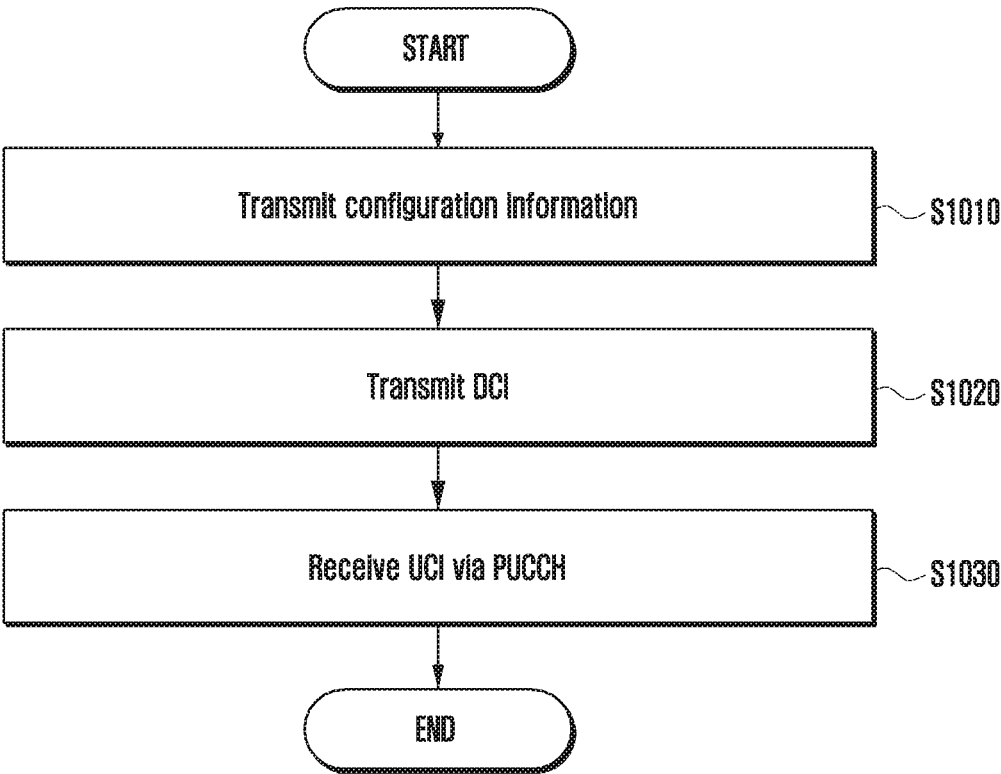 START
Transmit configuration information
S1010
Transmit DCI
S1020
Receive UCI via PUCCH
S1030
END